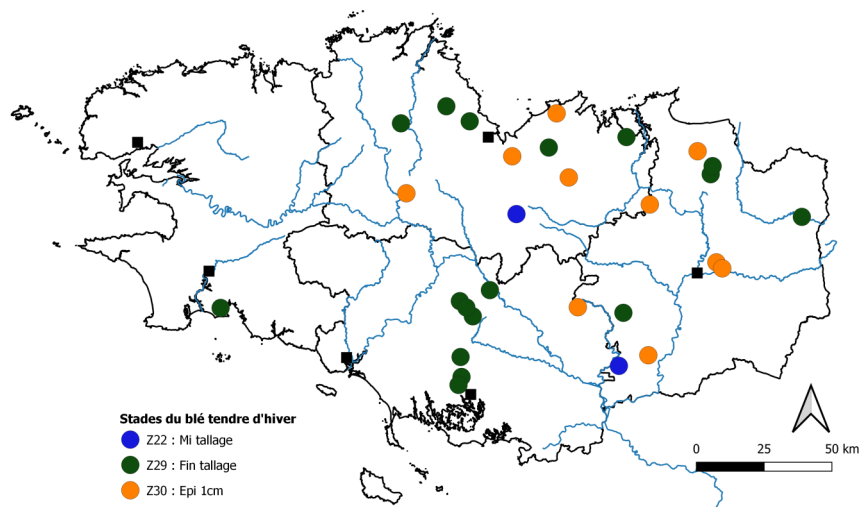 Stades du blé tendre d'hiver
Z22 : Mi tallage
Z29 : Fin tallage
Z30 : Epi 1cm
0 25 50 km